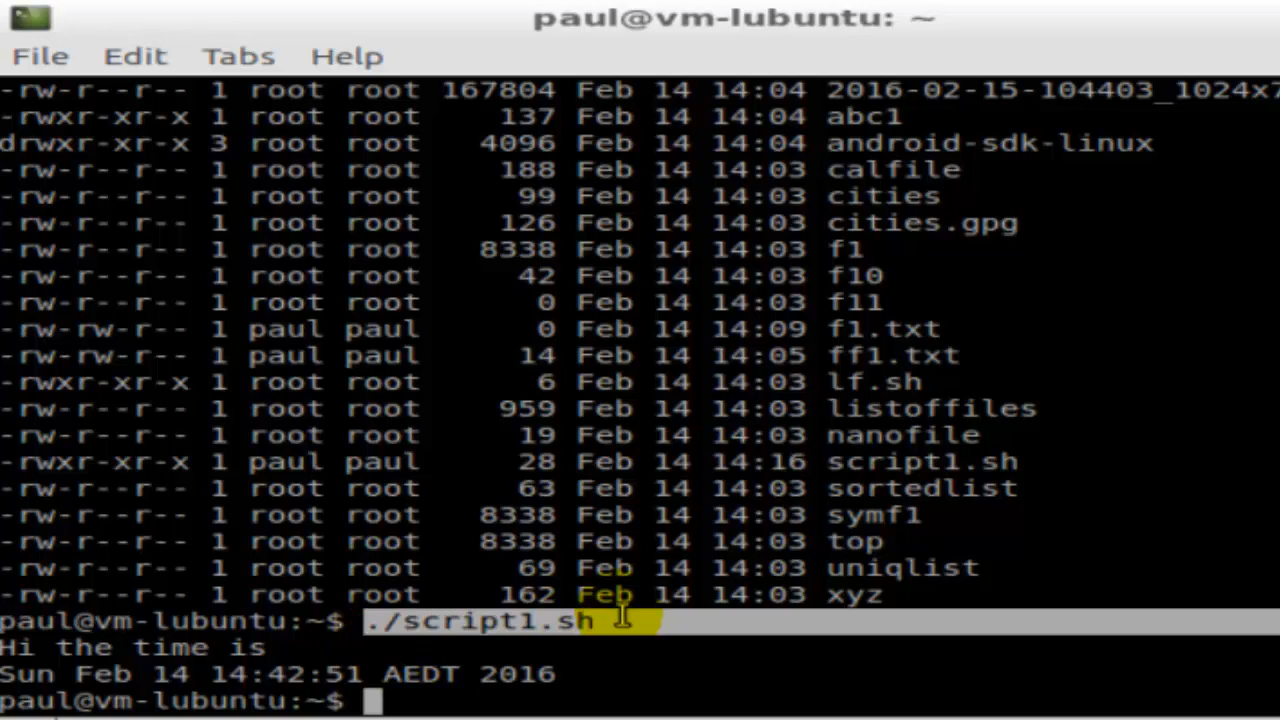 paul@vm-lubuntu: ~
File Edit Tabs Help
-rw-r--r-- 1 root root 167804 Feb 14 14:04 2016-02-15-104403_1024x7
-rwxr-xr-x 1 root root 137 Feb 14 14:04 abc1
drwxr-xr-x 3 root root 4096 Feb 14 14:04 android-sdk-linux
-rw-r--r-- 1 root root 188 Feb 14 14:03 calfile
-rw-r--r-- 1 root root 99 Feb 14 14:03 cities
-rw-r--r-- 1 root root 126 Feb 14 14:03 cities.gpg
-rw-r--r-- 1 root root 8338 Feb 14 14:03 f1
-rw-r--r-- 1 root root 42 Feb 14 14:03 f10
-rw-r--r-- 1 root root 0 Feb 14 14:03 f11
-rw-rw-r-- 1 paul paul 0 Feb 14 14:09 f1.txt
-rw-rw-r-- 1 paul paul 14 Feb 14 14:05 ff1.txt
-rwxr-xr-x 1 root root 6 Feb 14 14:03 lf.sh
-rw-r--r-- 1 root root 959 Feb 14 14:03 listoffiles
-rw-r--r-- 1 root root 19 Feb 14 14:03 nanofile
-rwxr-xr-x 1 paul paul 28 Feb 14 14:16 script1.sh
-rw-r--r-- 1 root root 63 Feb 14 14:03 sortedlist
-rw-r--r-- 1 root root 8338 Feb 14 14:03 symf1
-rw-r--r-- 1 root root 8338 Feb 14 14:03 top
-rw-r--r-- 1 root root 69 Feb 14 14:03 uniqlist
-rw-r--r-- 1 root root 162 Feb 14 14:03 xyz
paul@vm-lubuntu:~$ ./script1.sh
Hi the time is
Sun Feb 14 14:42:51 AEDT 2016
paul@vm-lubuntu:~$